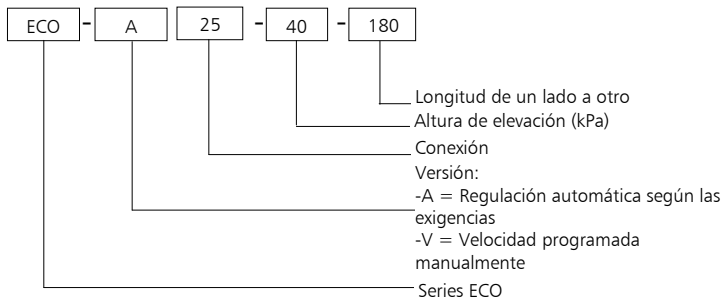 ECO - A 25 - 40 - 180
Longitud de un lado a otro
Altura de elevación (kPa)
Conexión
Versión:
-A = Regulación automática según las
exigencias
-V = Velocidad programada
manualmente
Series ECO